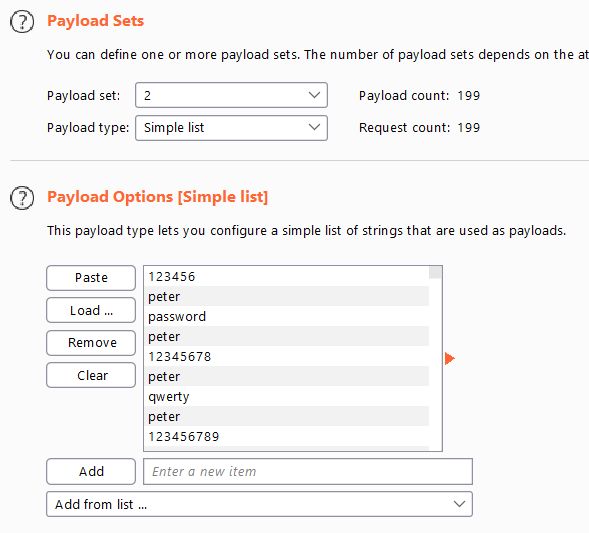 Payload Sets
You can define one or more payload sets. The number of payload sets depends on the at
Payload set: 2 Payload count: 199
Payload type: Simple list Request count: 199
Payload Options [Simple list]
This payload type lets you configure a simple list of strings that are used as payloads.
Paste
Load ...
Remove
Clear
123456
peter
password
peter
12345678
peter
qwerty
peter
123456789
Add Enter a new item
Add from list ...